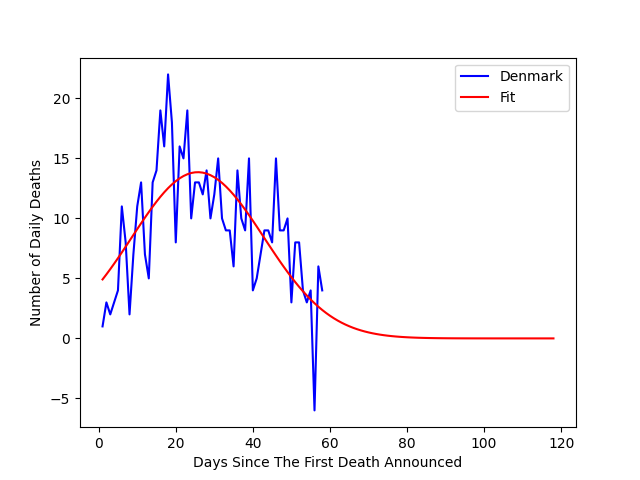 Denmark
Fit
Number of Daily Deaths
20
15
10
5
0
−5
0 20 40 60 80 100 120
Days Since The First Death Announced